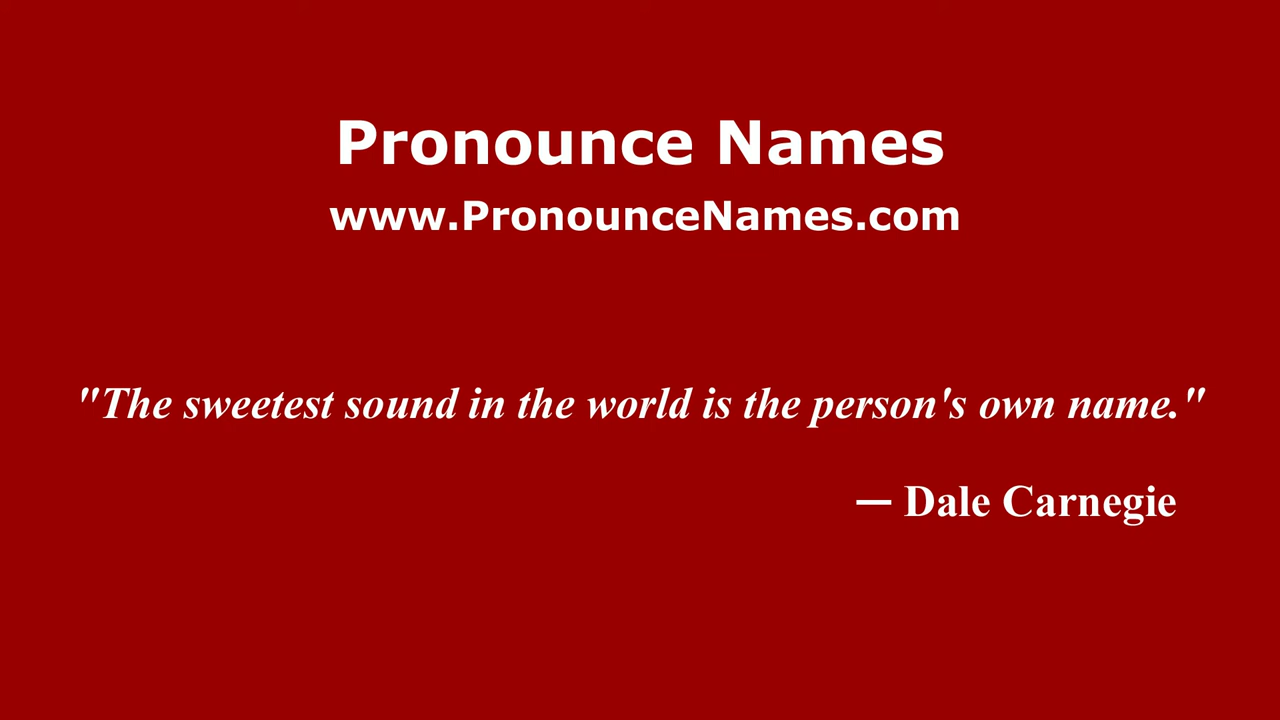 Pronounce Names
www.PronounceNames.com
"The sweetest sound in the world is the person's own name."
— Dale Carnegie